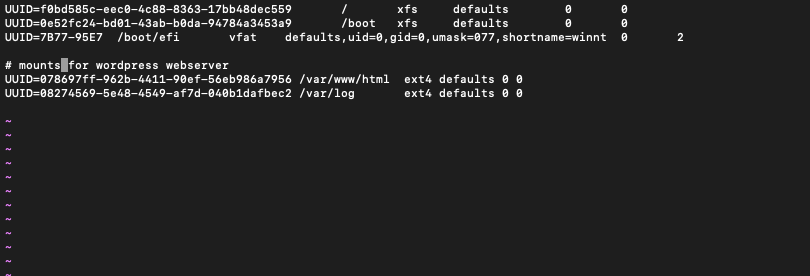 UUID=f0bd585c-eec0-4c88-8363-17bb48dec559 / xfs defaults 0 0
UUID=0e52fc24-bd01-43ab-b0da-94784a3453a9 /boot xfs defaults 0 0
UUID=7B77-95E7 /boot/efi vfat defaults,uid=0,gid=0,umask=077,shortname=winnt 0 2
# mounts for wordpress webserver
UUID=078697ff-962b-4411-90ef-56eb986a7956 /var/www/html ext4 defaults 0 0
UUID=08274569-5e48-4549-af7d-040b1dafbec2 /var/log ext4 defaults 0 0
~
~
~
~
~
~
~
~
~
~
~
~